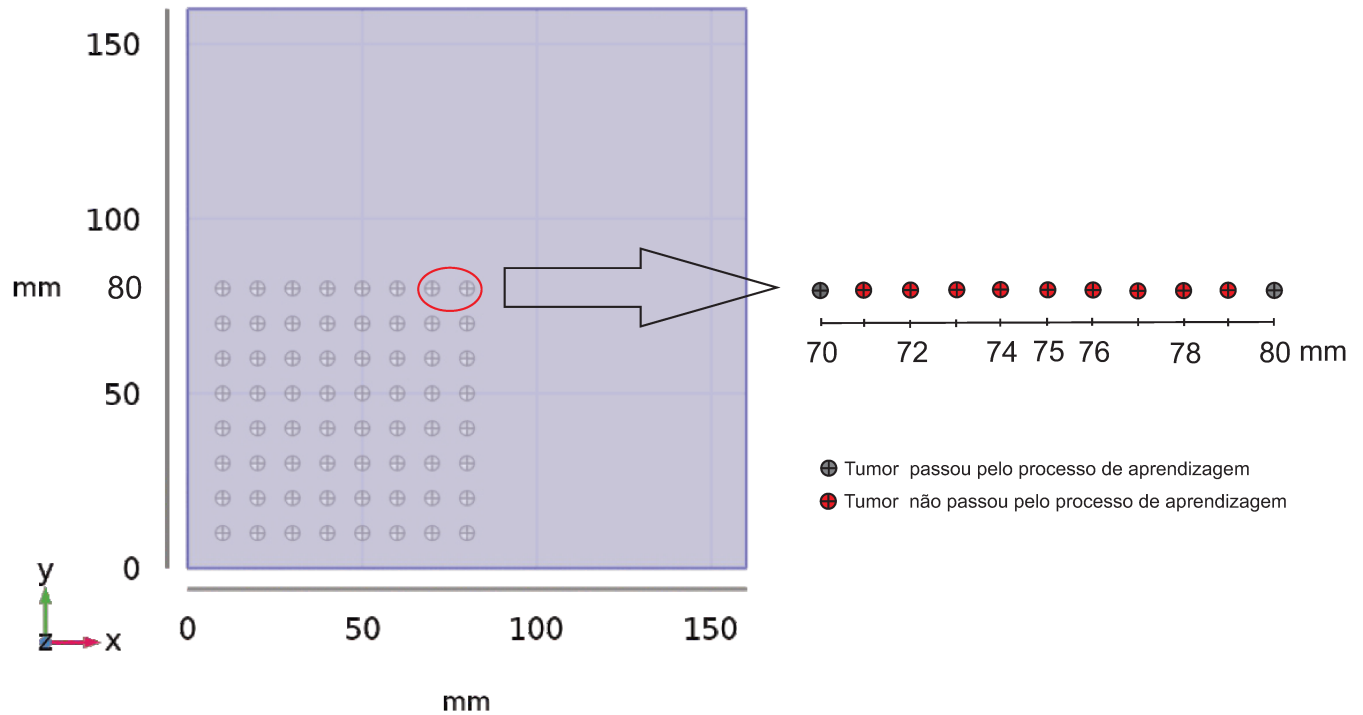 150
100
mm
80
50
0
y
z
x
0
50
100
150
mm
70
72
74
75
76
78
80 mm
Tumor passou pelo processo de aprendizagem
Tumor não passou pelo processo de aprendizagem